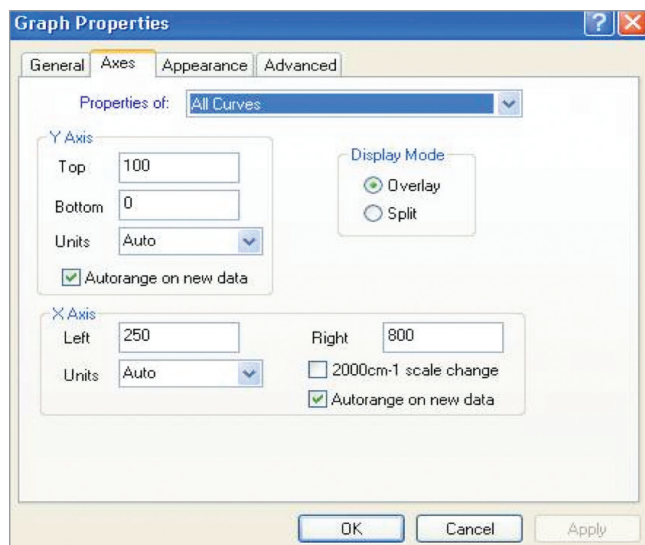 Graph Properties
General Axes Appearance Advanced
Properties of: All Curves
Y Axis
Top 100
Bottom 0
Units Auto
Autorange on new data
Display Mode
Overlay
Split
X Axis
Left 250 Right 800
Units Auto 2000cm-1 scale change
Autorange on new data
OK Cancel Apply